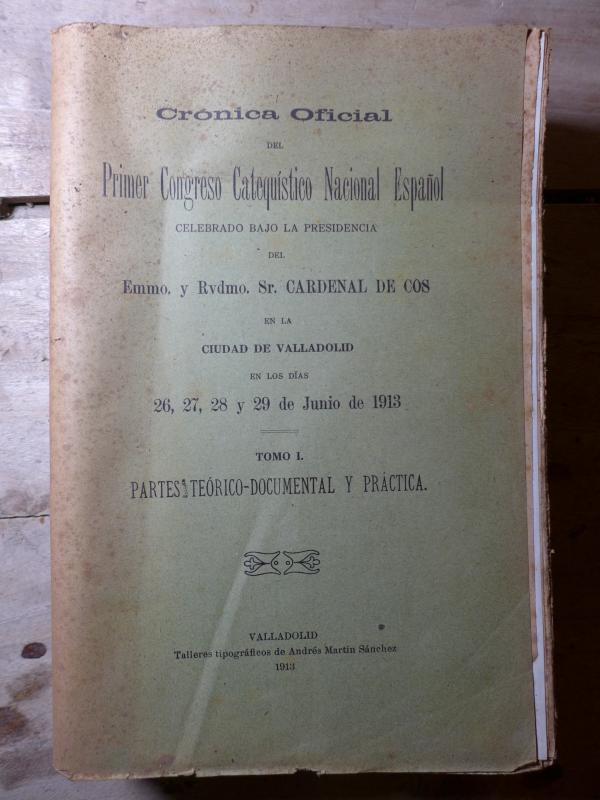 Crónica Oficial
DEL
Primer Congreso Catequístico Nacional Español
CELEBRADO BAJO LA PRESIDENCIA
DEL
Emmo. y Rvdmo. Sr. CARDENAL DE COS
EN LA
CIUDAD DE VALLADOLID
EN LOS DÍAS
26, 27, 28 y 29 de Junio de 1913
TOMO I.
PARTES TEÓRICO-DOCUMENTAL Y PRÁCTICA.
VALLADOLID
Talleres tipográficos de Andrés Martín Sánchez
1913